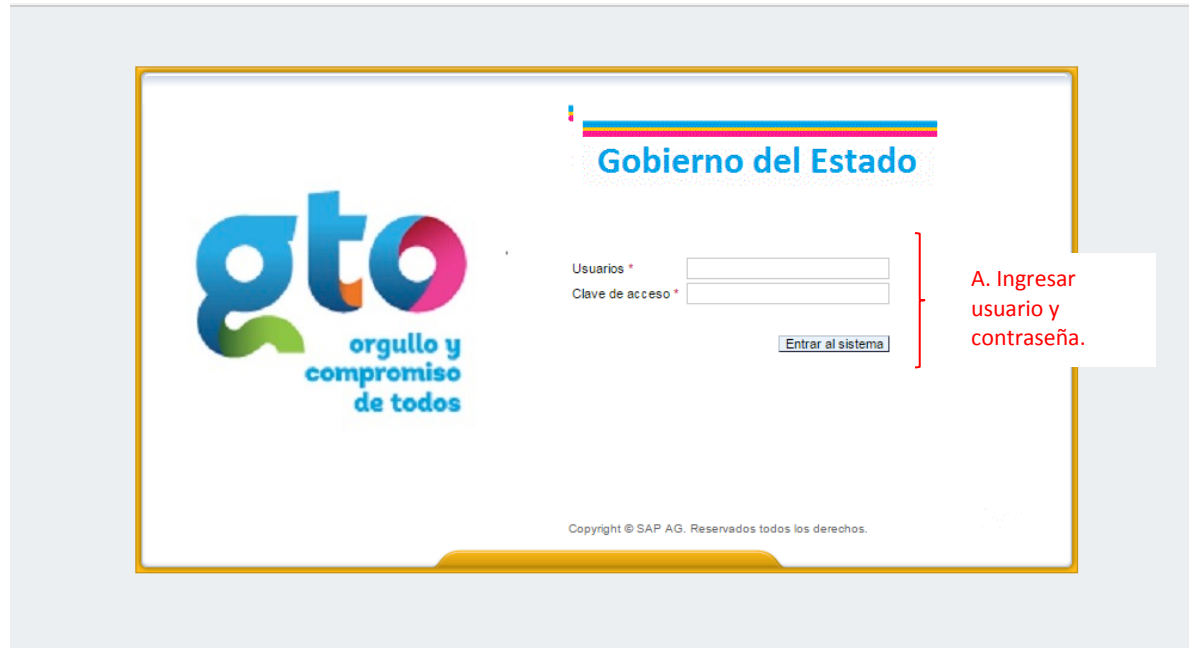 Gobierno del Estado
gto
orgullo y
compromiso
de todos
Usuarios *
Clave de acceso *
Entrar al sistema
A. Ingresar
usuario y
contraseña.
Copyright © SAP AG. Reservados todos los derechos.